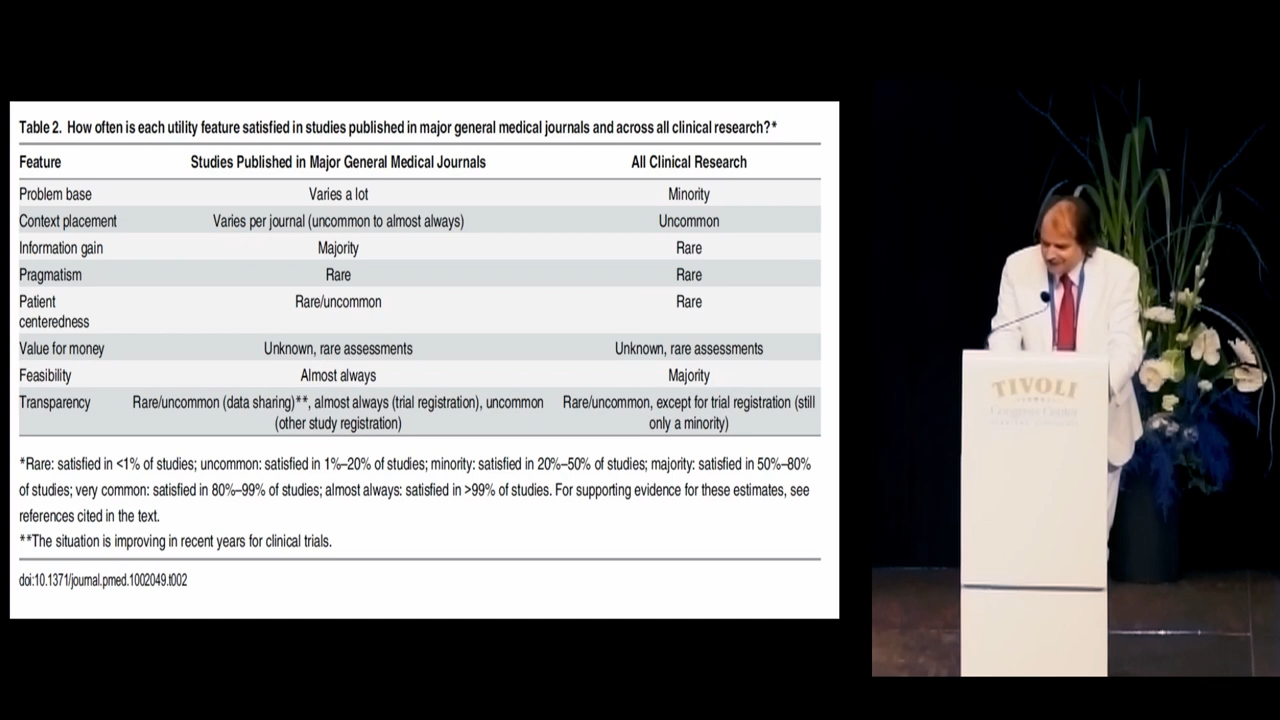 Table 2. How often is each utility feature satisfied in studies published in major general medical journals and across all clinical research?*
Feature Studies Published in Major General Medical Journals All Clinical Research
Problem base Varies a lot Minority
Context placement Varies per journal (uncommon to almost always) Uncommon
Information gain Majority Rare
Pragmatism Rare Rare
Patient Rare/uncommon Rare
centeredness
Value for money Unknown, rare assessments Unknown, rare assessments
Feasibility Almost always Majority
Transparency Rare/uncommon (data sharing)**, almost always (trial registration), uncommon Rare/uncommon, except for trial registration (still
(other study registration) only a minority)
*Rare: satisfied in <1% of studies; uncommon: satisfied in 1%–20% of studies; minority: satisfied in 20%–50% of studies; majority: satisfied in 50%–80%
of studies; very common: satisfied in 80%–99% of studies; almost always: satisfied in >99% of studies. For supporting evidence for these estimates, see
references cited in the text.
**The situation is improving in recent years for clinical trials.
doi:10.1371/journal.pmed.1002049.t002
TIVOLI
Congress Center